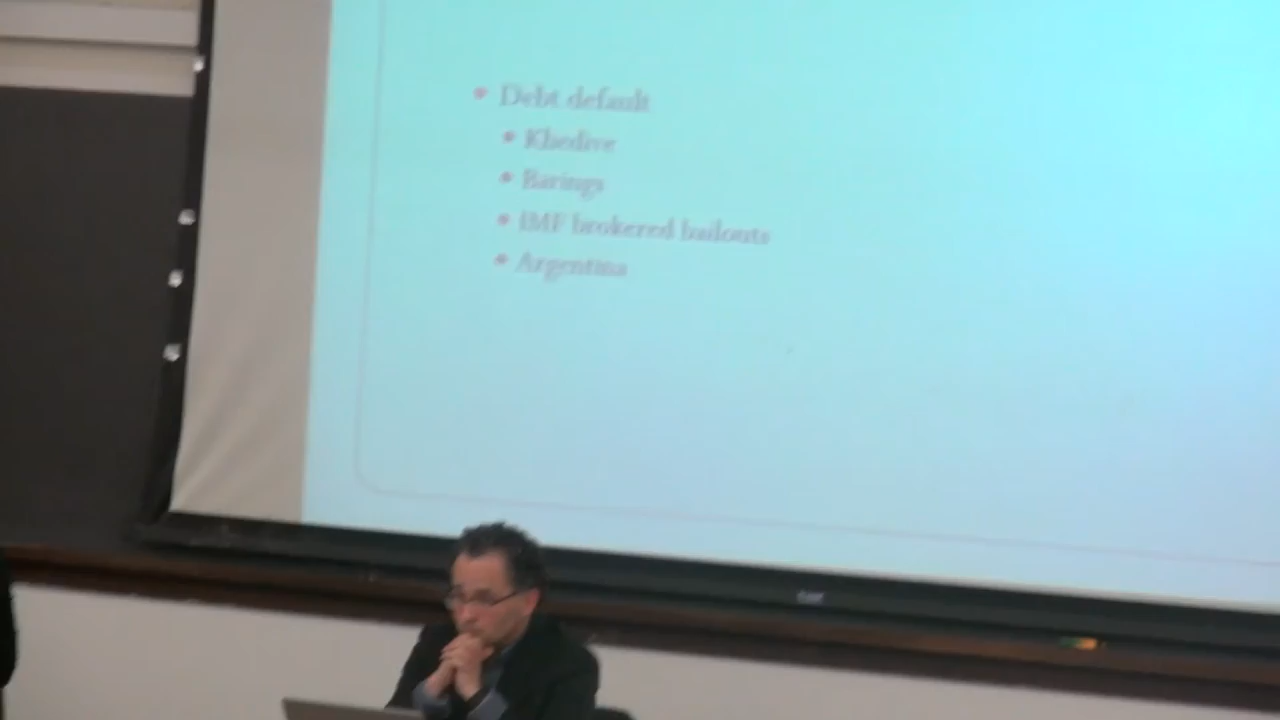 Debt default
Khedive
Barings
IMF brokered bailouts
Argentina